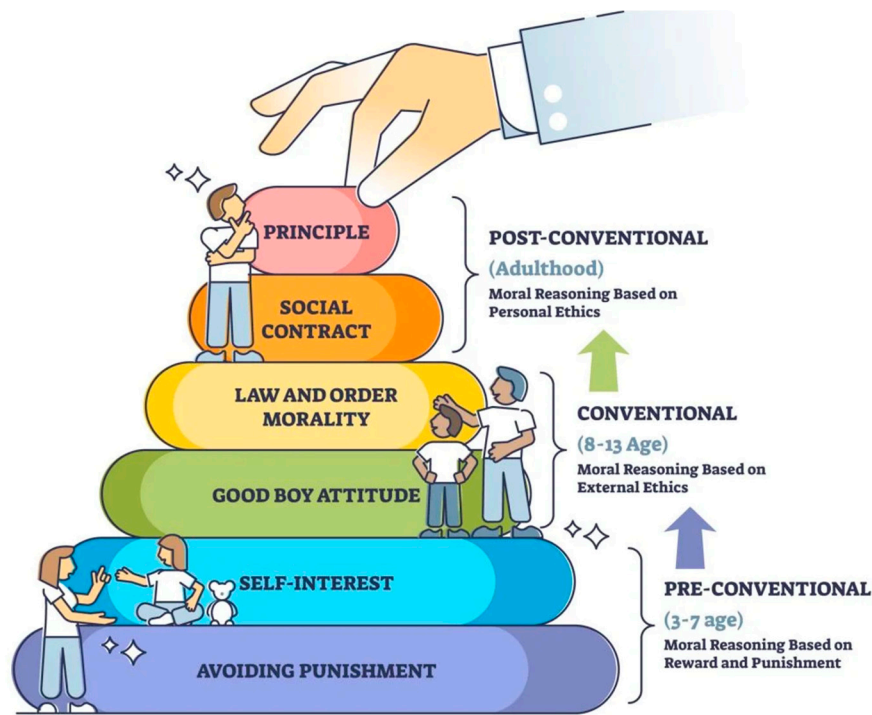 PRINCIPLE
SOCIAL
CONTRACT
LAW AND ORDER
MORALITY
GOOD BOY ATTITUDE
SELF-INTEREST
AVOIDING PUNISHMENT
POST-CONVENTIONAL
(Adulthood)
Moral Reasoning Based on
Personal Ethics
CONVENTIONAL
(8-13 Age)
Moral Reasoning Based on
External Ethics
PRE-CONVENTIONAL
(3-7 age)
Moral Reasoning Based on
Reward and Punishment